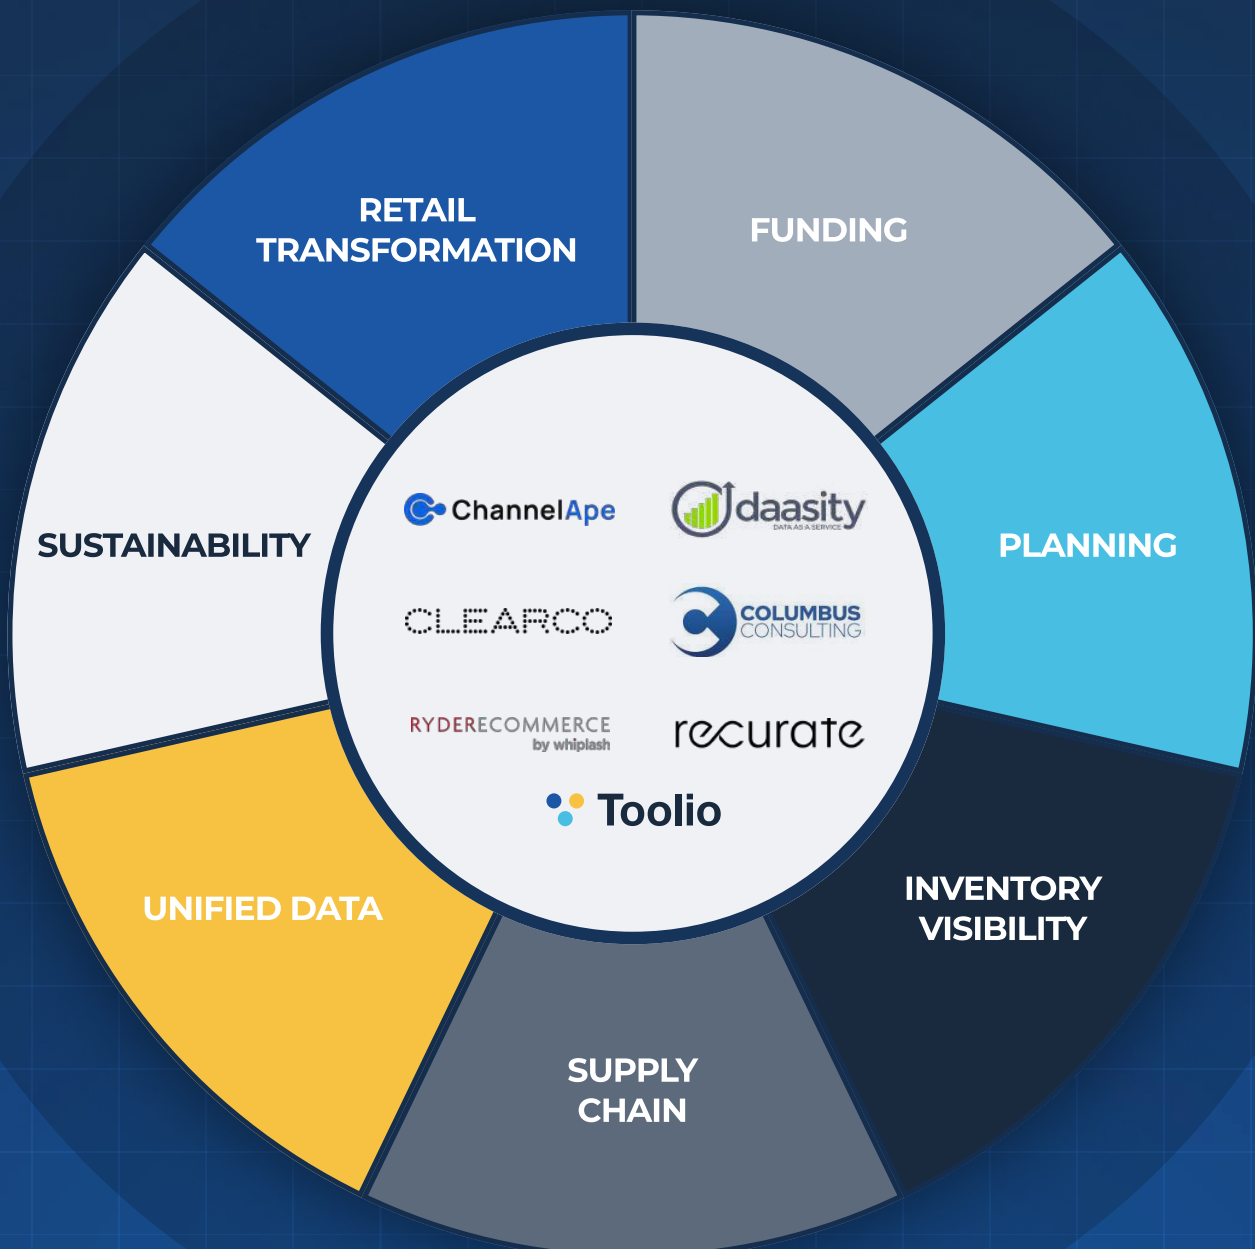 RETAIL
TRANSFORMATION
FUNDING
SUSTAINABILITY
PLANNING
ChannelApe
daasity
DATA AS A SERVICE
CLEARCO
COLUMBUS
CONSULTING
RYDERECOMMERCE
by whiplash
recurate
Toolio
UNIFIED DATA
INVENTORY
VISIBILITY
SUPPLY
CHAIN